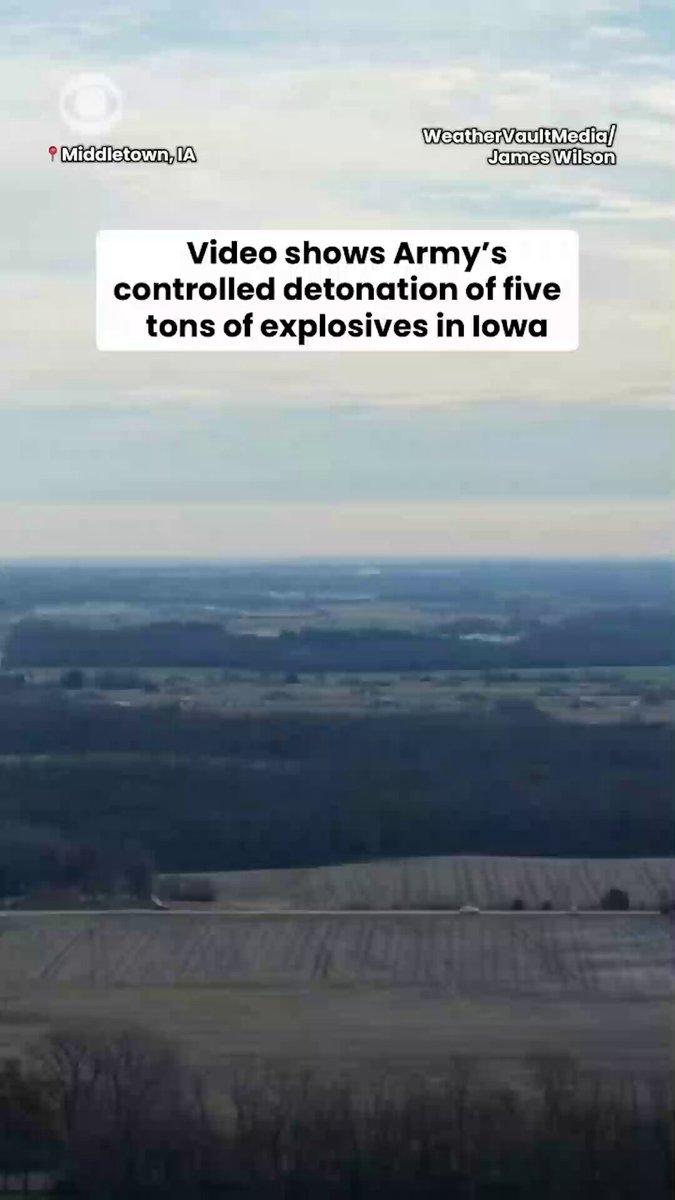 📍Middletown, IA
WeatherVaultMedia/
James Wilson
Video shows Army’s
controlled detonation of five
tons of explosives in Iowa